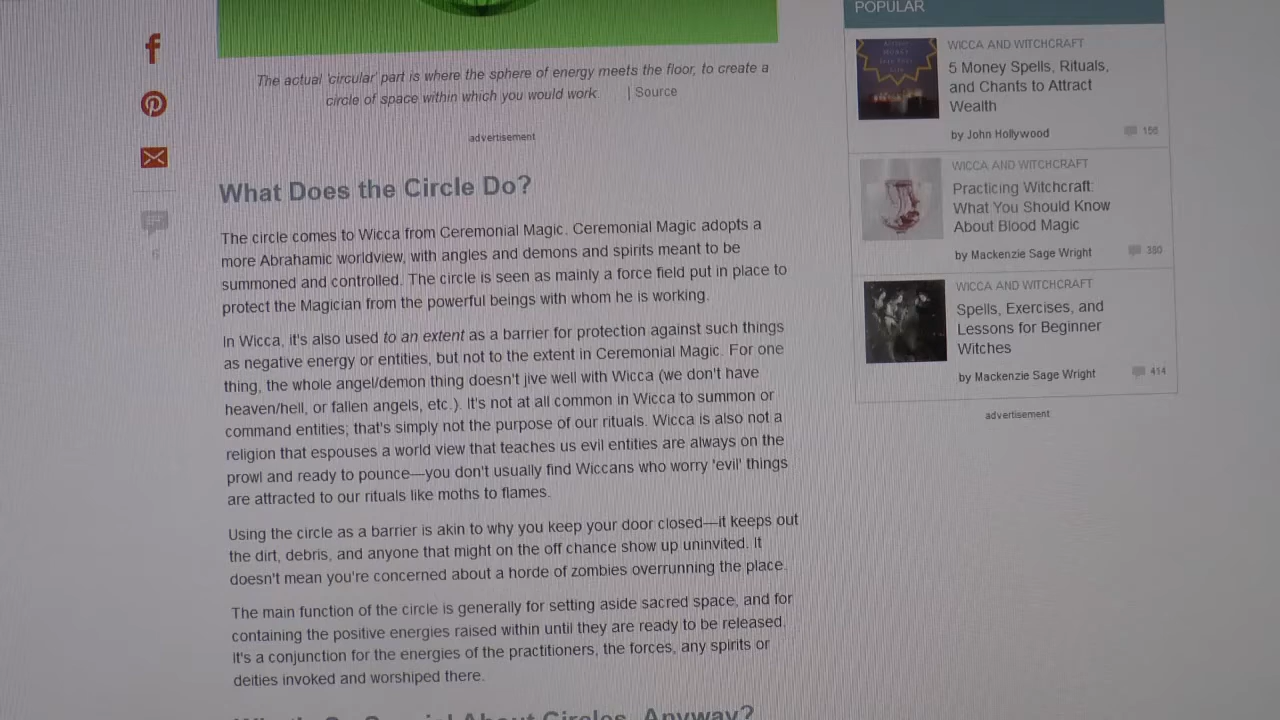 The actual 'circular' part is where the sphere of energy meets the floor, to create a
circle of space within which you would work. | Source
advertisement
What Does the Circle Do?
The circle comes to Wicca from Ceremonial Magic. Ceremonial Magic adopts a
more Abrahamic worldview, with angles and demons and spirits meant to be
summoned and controlled. The circle is seen as mainly a force field put in place to
protect the Magician from the powerful beings with whom he is working.
In Wicca, it's also used to an extent as a barrier for protection against such things
as negative energy or entities, but not to the extent in Ceremonial Magic. For one
thing, the whole angel/demon thing doesn't jive well with Wicca (we don't have
heaven/hell, or fallen angels, etc.). It's not at all common in Wicca to summon or
command entities; that's simply not the purpose of our rituals. Wicca is also not a
religion that espouses a world view that teaches us evil entities are always on the
prowl and ready to pounce—you don't usually find Wiccans who worry 'evil' things
are attracted to our rituals like moths to flames.
Using the circle as a barrier is akin to why you keep your door closed—it keeps out
the dirt, debris, and anyone that might on the off chance show up uninvited. It
doesn't mean you're concerned about a horde of zombies overrunning the place.
The main function of the circle is generally for setting aside sacred space, and for
containing the positive energies raised within until they are ready to be released.
It's a conjunction for the energies of the practitioners, the forces, any spirits or
deities invoked and worshiped there.
About Circles, Anyway?
6
POPULAR
WICCA AND WITCHCRAFT
5 Money Spells, Rituals,
and Chants to Attract
Wealth
by John Hollywood
WICCA AND WITCHCRAFT
Practicing Witchcraft:
What You Should Know
About Blood Magic
by Mackenzie Sage Wright
WICCA AND WITCHCRAFT
Spells, Exercises, and
Lessons for Beginner
Witches
by Mackenzie Sage Wright
414
advertisement